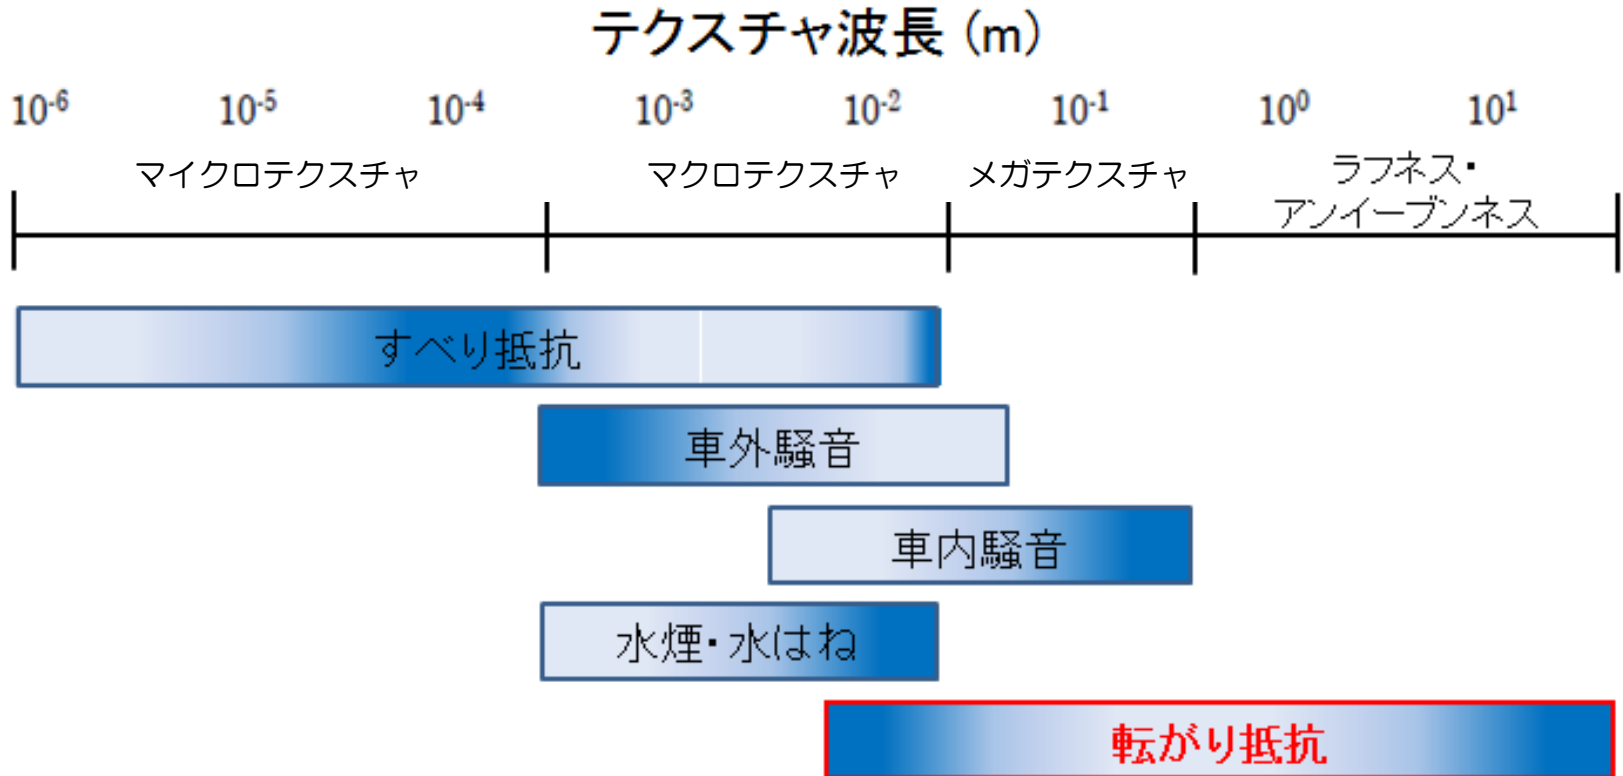 テクスチャ波長 (m)
10⁻⁶ 10⁻⁵ 10⁻⁴ 10⁻³ 10⁻² 10⁻¹ 10⁰ 10¹
マイクロテクスチャ マクロテクスチャ メガテクスチャ ラフネス・
アンイーブンネス
すべり抵抗
車外騒音
車内騒音
水煙・水はね
転がり抵抗